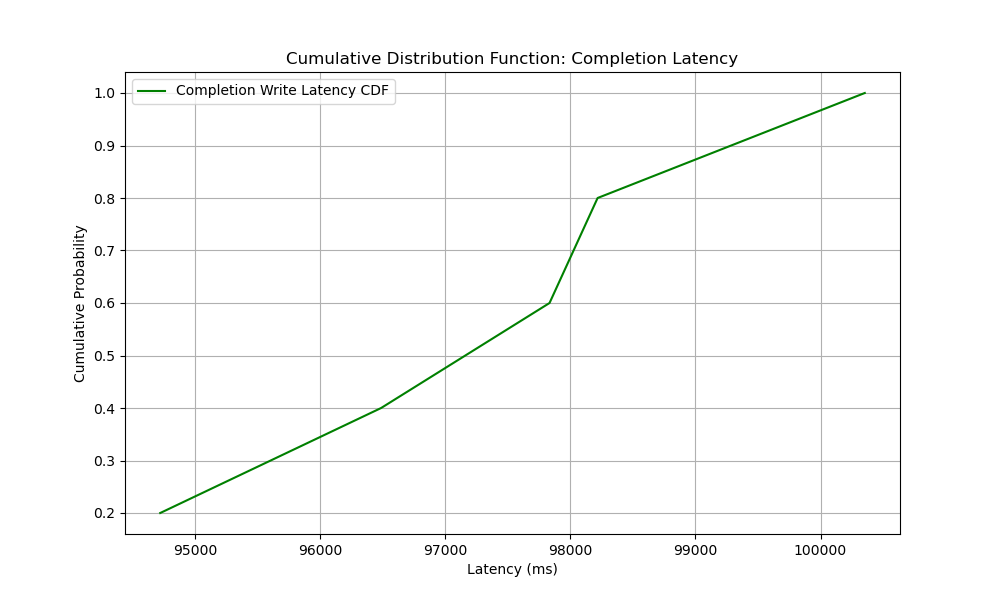 Cumulative Distribution Function: Completion Latency
Completion Write Latency CDF
1.0
0.9
0.8
0.7
0.6
0.5
0.4
0.3
0.2
Cumulative Probability
95000 96000 97000 98000 99000 100000
Latency (ms)